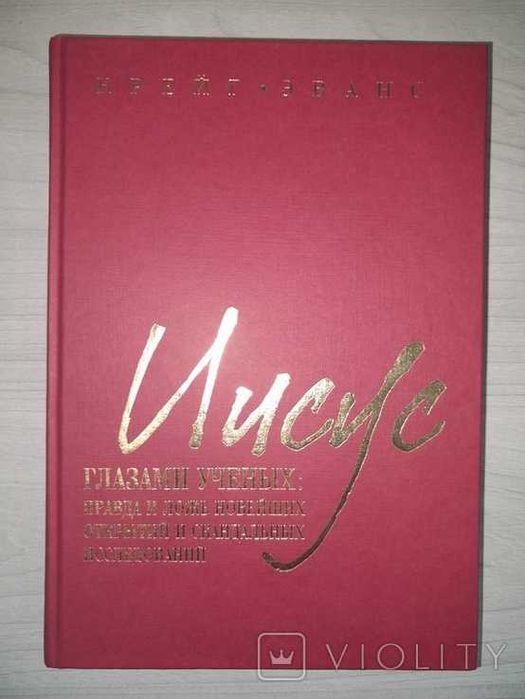 КРЕЙГ • ЭВАНС
Иисус
ГЛАЗАМИ УЧЕНЫХ:
ПРАВДА И ЛОЖЬ НОВЕЙШИХ
ОТКРЫТИЙ И СКАНДАЛЬНЫХ
ИССЛЕДОВАНИЙ
VIOLITY